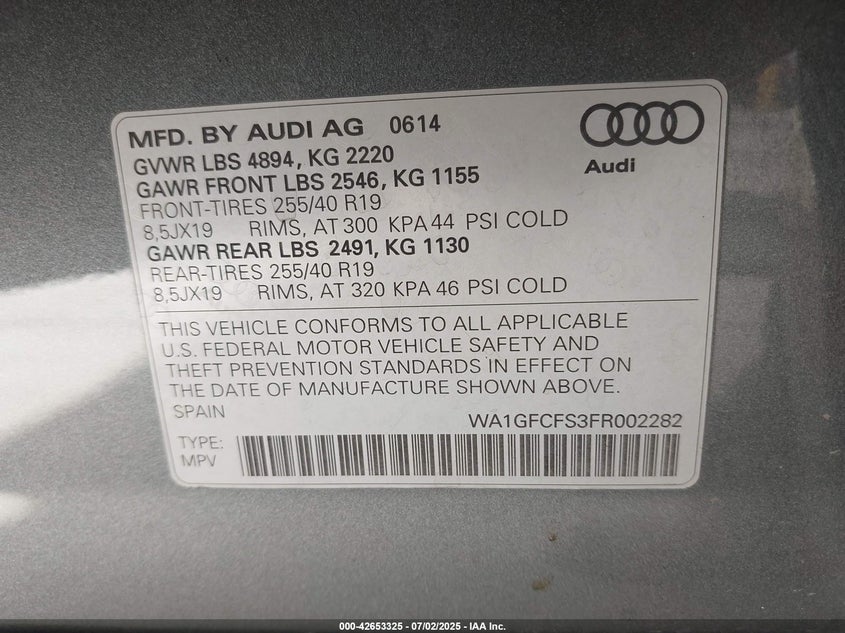 MFD. BY AUDI AG 0614
GVWR LBS 4894, KG 2220
GAWR FRONT LBS 2546, KG 1155
FRONT-TIRES 255/40 R19
8,5JX19 RIMS, AT 300 KPA 44 PSI COLD
GAWR REAR LBS 2491, KG 1130
REAR-TIRES 255/40 R19
8,5JX19 RIMS, AT 320 KPA 46 PSI COLD
Audi
THIS VEHICLE CONFORMS TO ALL APPLICABLE
U.S. FEDERAL MOTOR VEHICLE SAFETY AND
THEFT PREVENTION STANDARDS IN EFFECT ON
THE DATE OF MANUFACTURE SHOWN ABOVE.
SPAIN
WA1GFCFS3FR002282
TYPE:
MPV
000-42653325 - 07/02/2025 - IAA Inc.